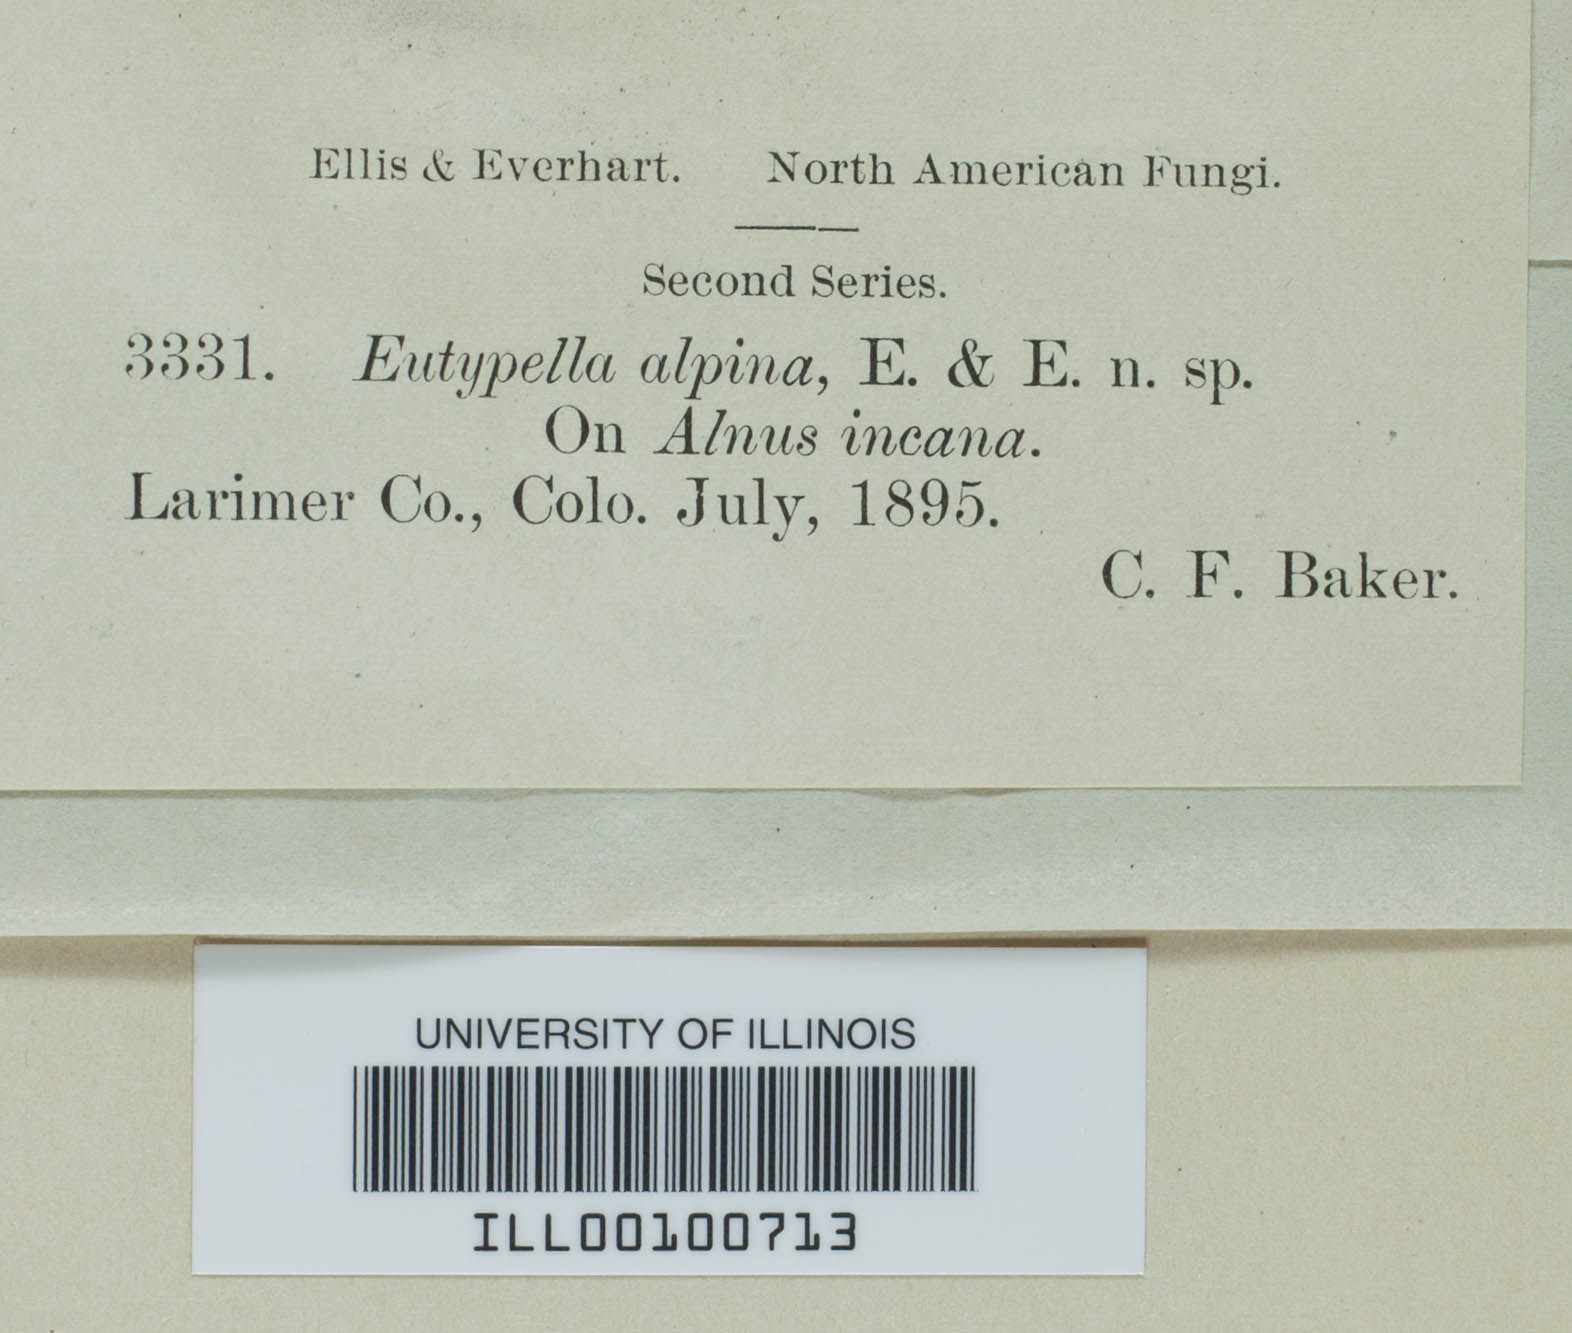 Ellis & Everhart. North American Fungi.
Second Series.
3331. Eutypella alpina, E. & E. n. sp.
On Alnus incana.
Larimer Co., Colo. July, 1895.
C. F. Baker.
UNIVERSITY OF ILLINOIS
ILL00100713